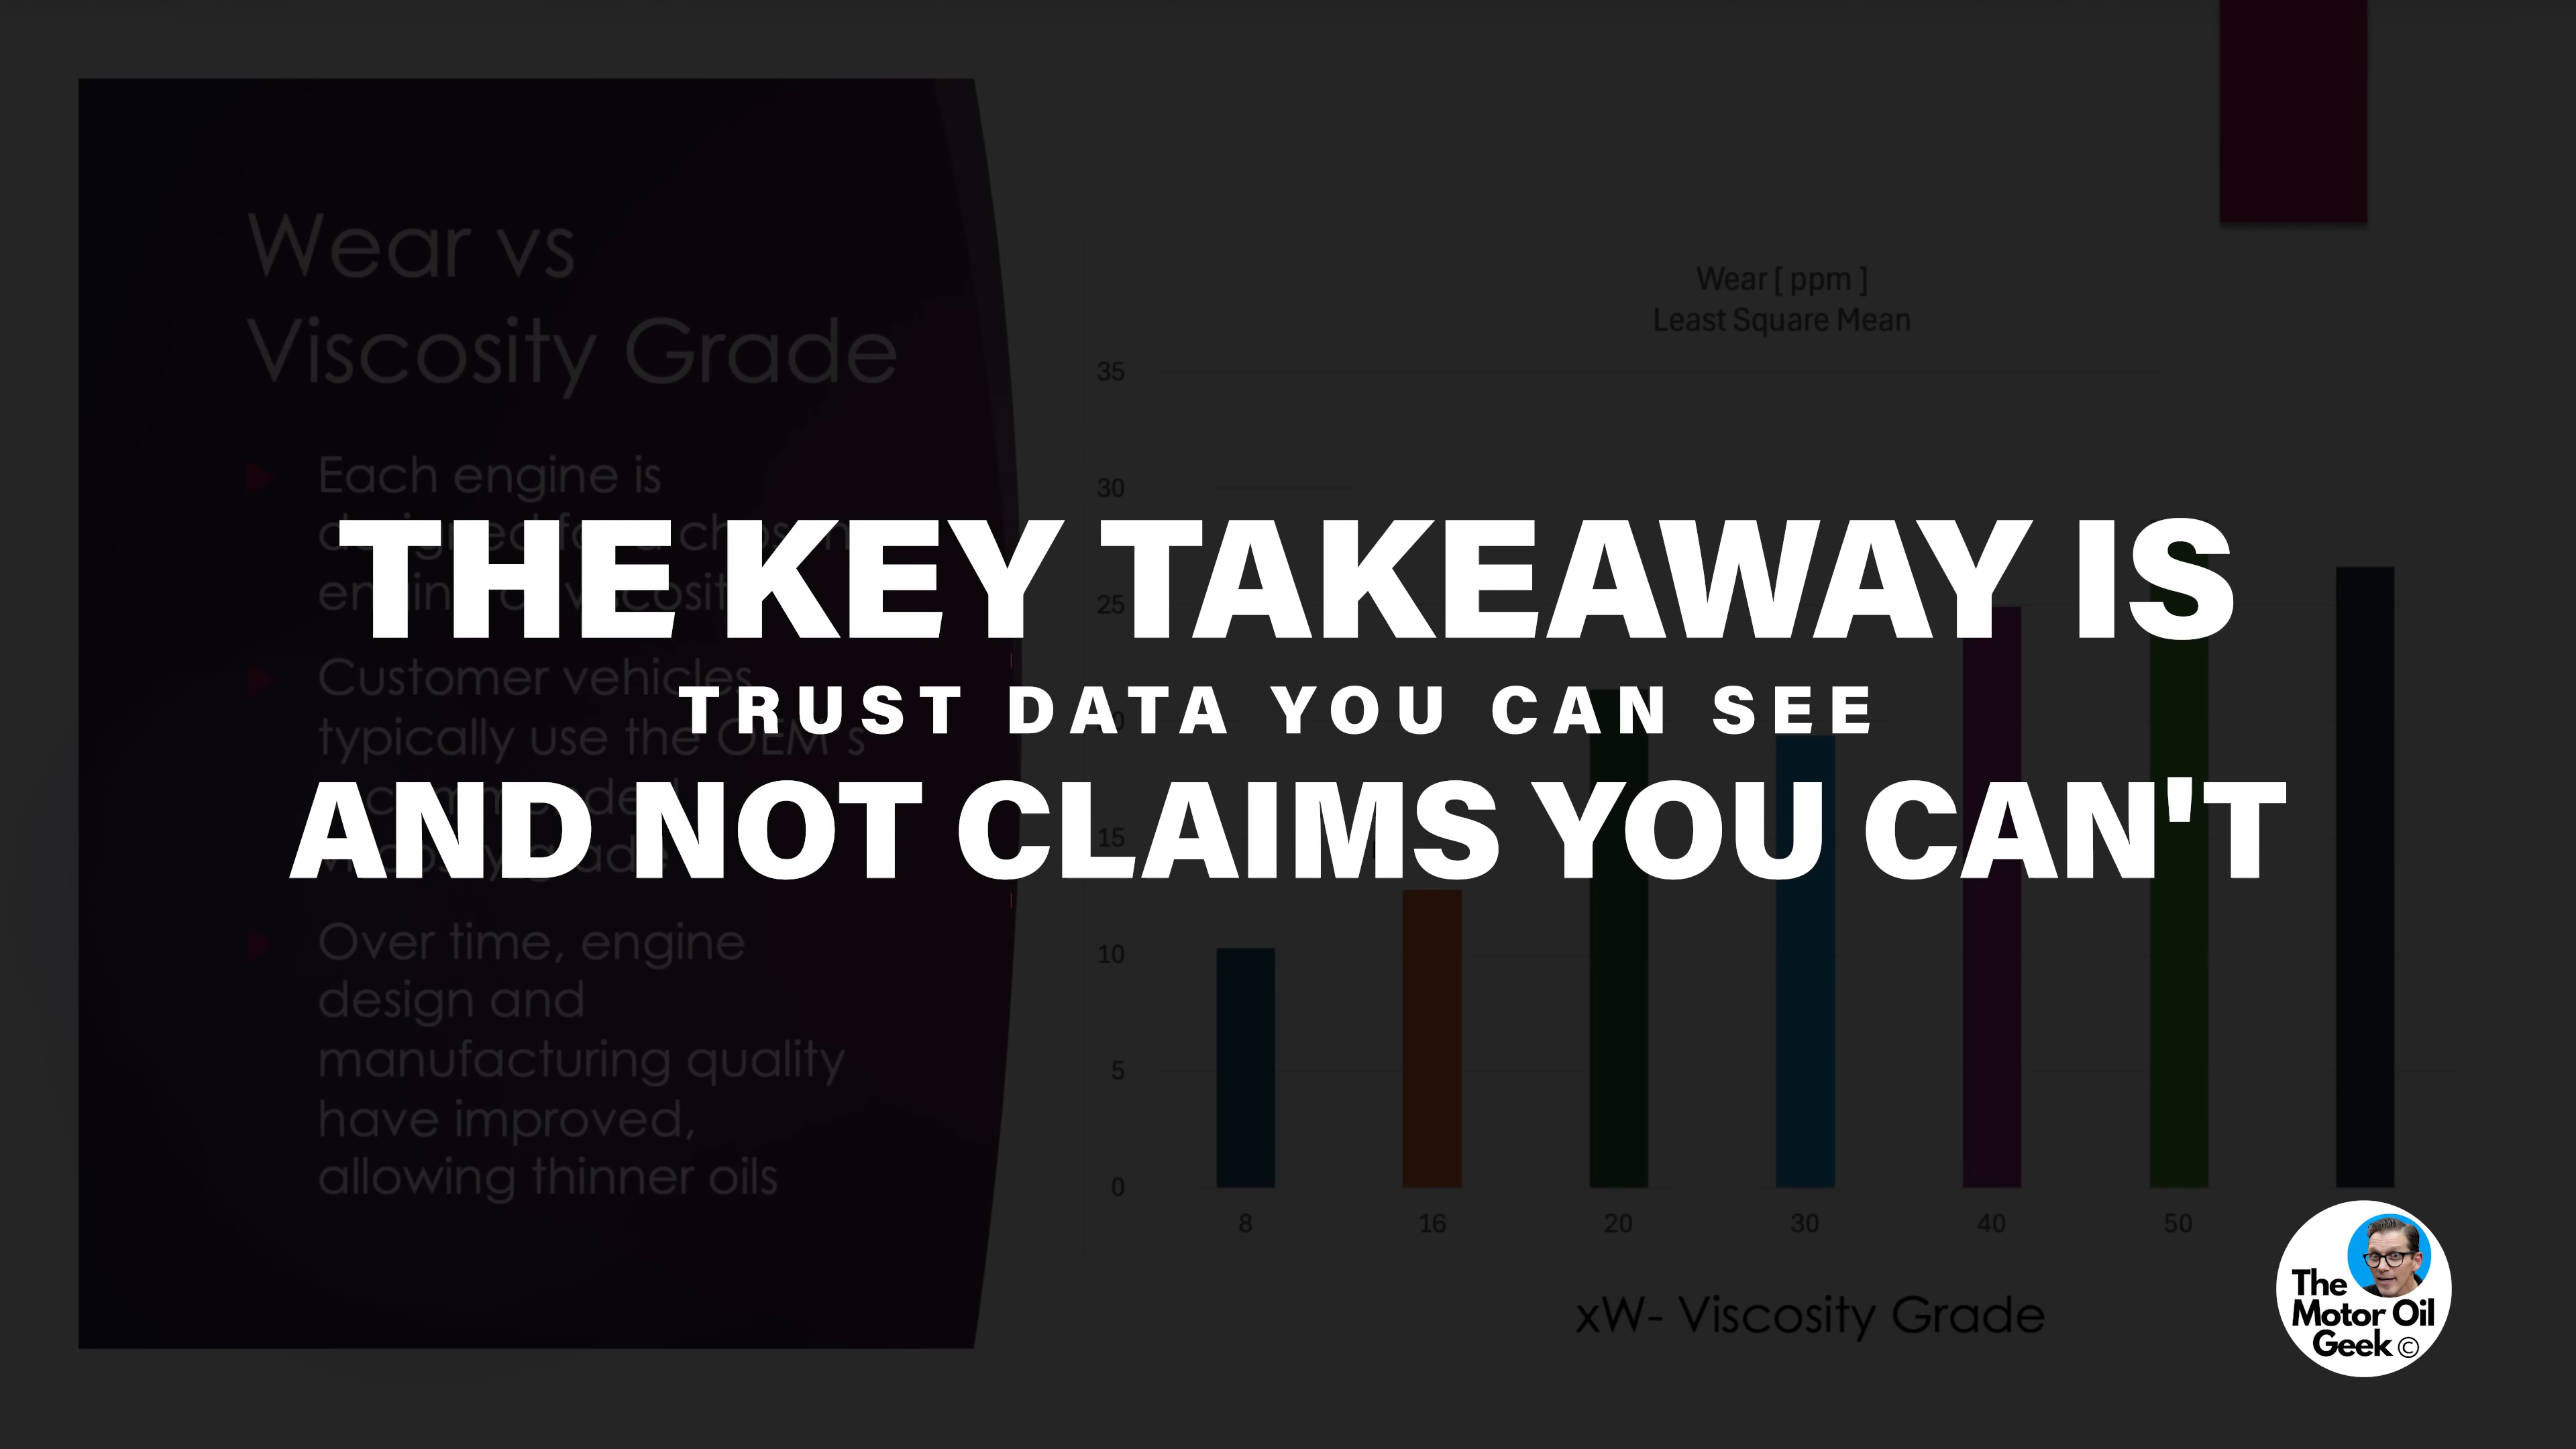 Wear vs
Viscosity Grade
Each engine is
Customer vehicles
typically use the OEM's
Over time, engine
design and
manufacturing quality
have improved,
allowing thinner oils
THE KEY TAKEAWAY IS
TRUST DATA YOU CAN SEE
AND NOT CLAIMS YOU CAN'T
Wear [ ppm ]
Least Square Mean
35
30
25
15
10
5
0
8 16 20 30 40 50
xW- Viscosity Grade
The
Motor Oil
Geek ©